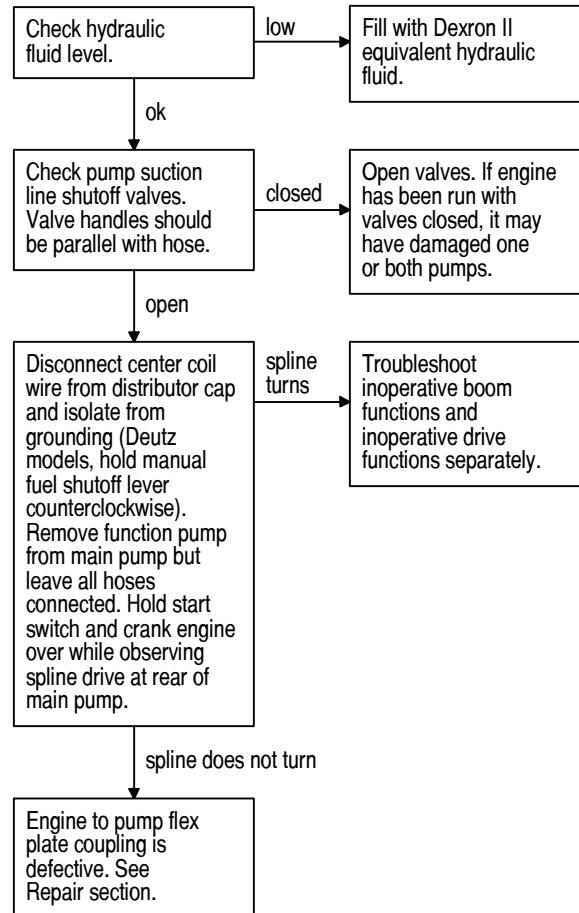 Check hydraulic
fluid level.
low
Fill with Dexron II
equivalent hydraulic
fluid.
ok
Check pump suction
line shutoff valves.
Valve handles should
be parallel with hose.
closed
Open valves. If engine
has been run with
valves closed, it may
have damaged one
or both pumps.
open
Disconnect center coil
wire from distributor cap
and isolate from
grounding (Deutz
models, hold manual
fuel shutoff lever
counterclockwise).
Remove function pump
from main pump but
leave all hoses
connected. Hold start
switch and crank engine
over while observing
spline drive at rear of
main pump.
spline
turns
Troubleshoot
inoperative boom
functions and
inoperative drive
functions separately.
spline does not turn
Engine to pump flex
plate coupling is
defective. See
Repair section.